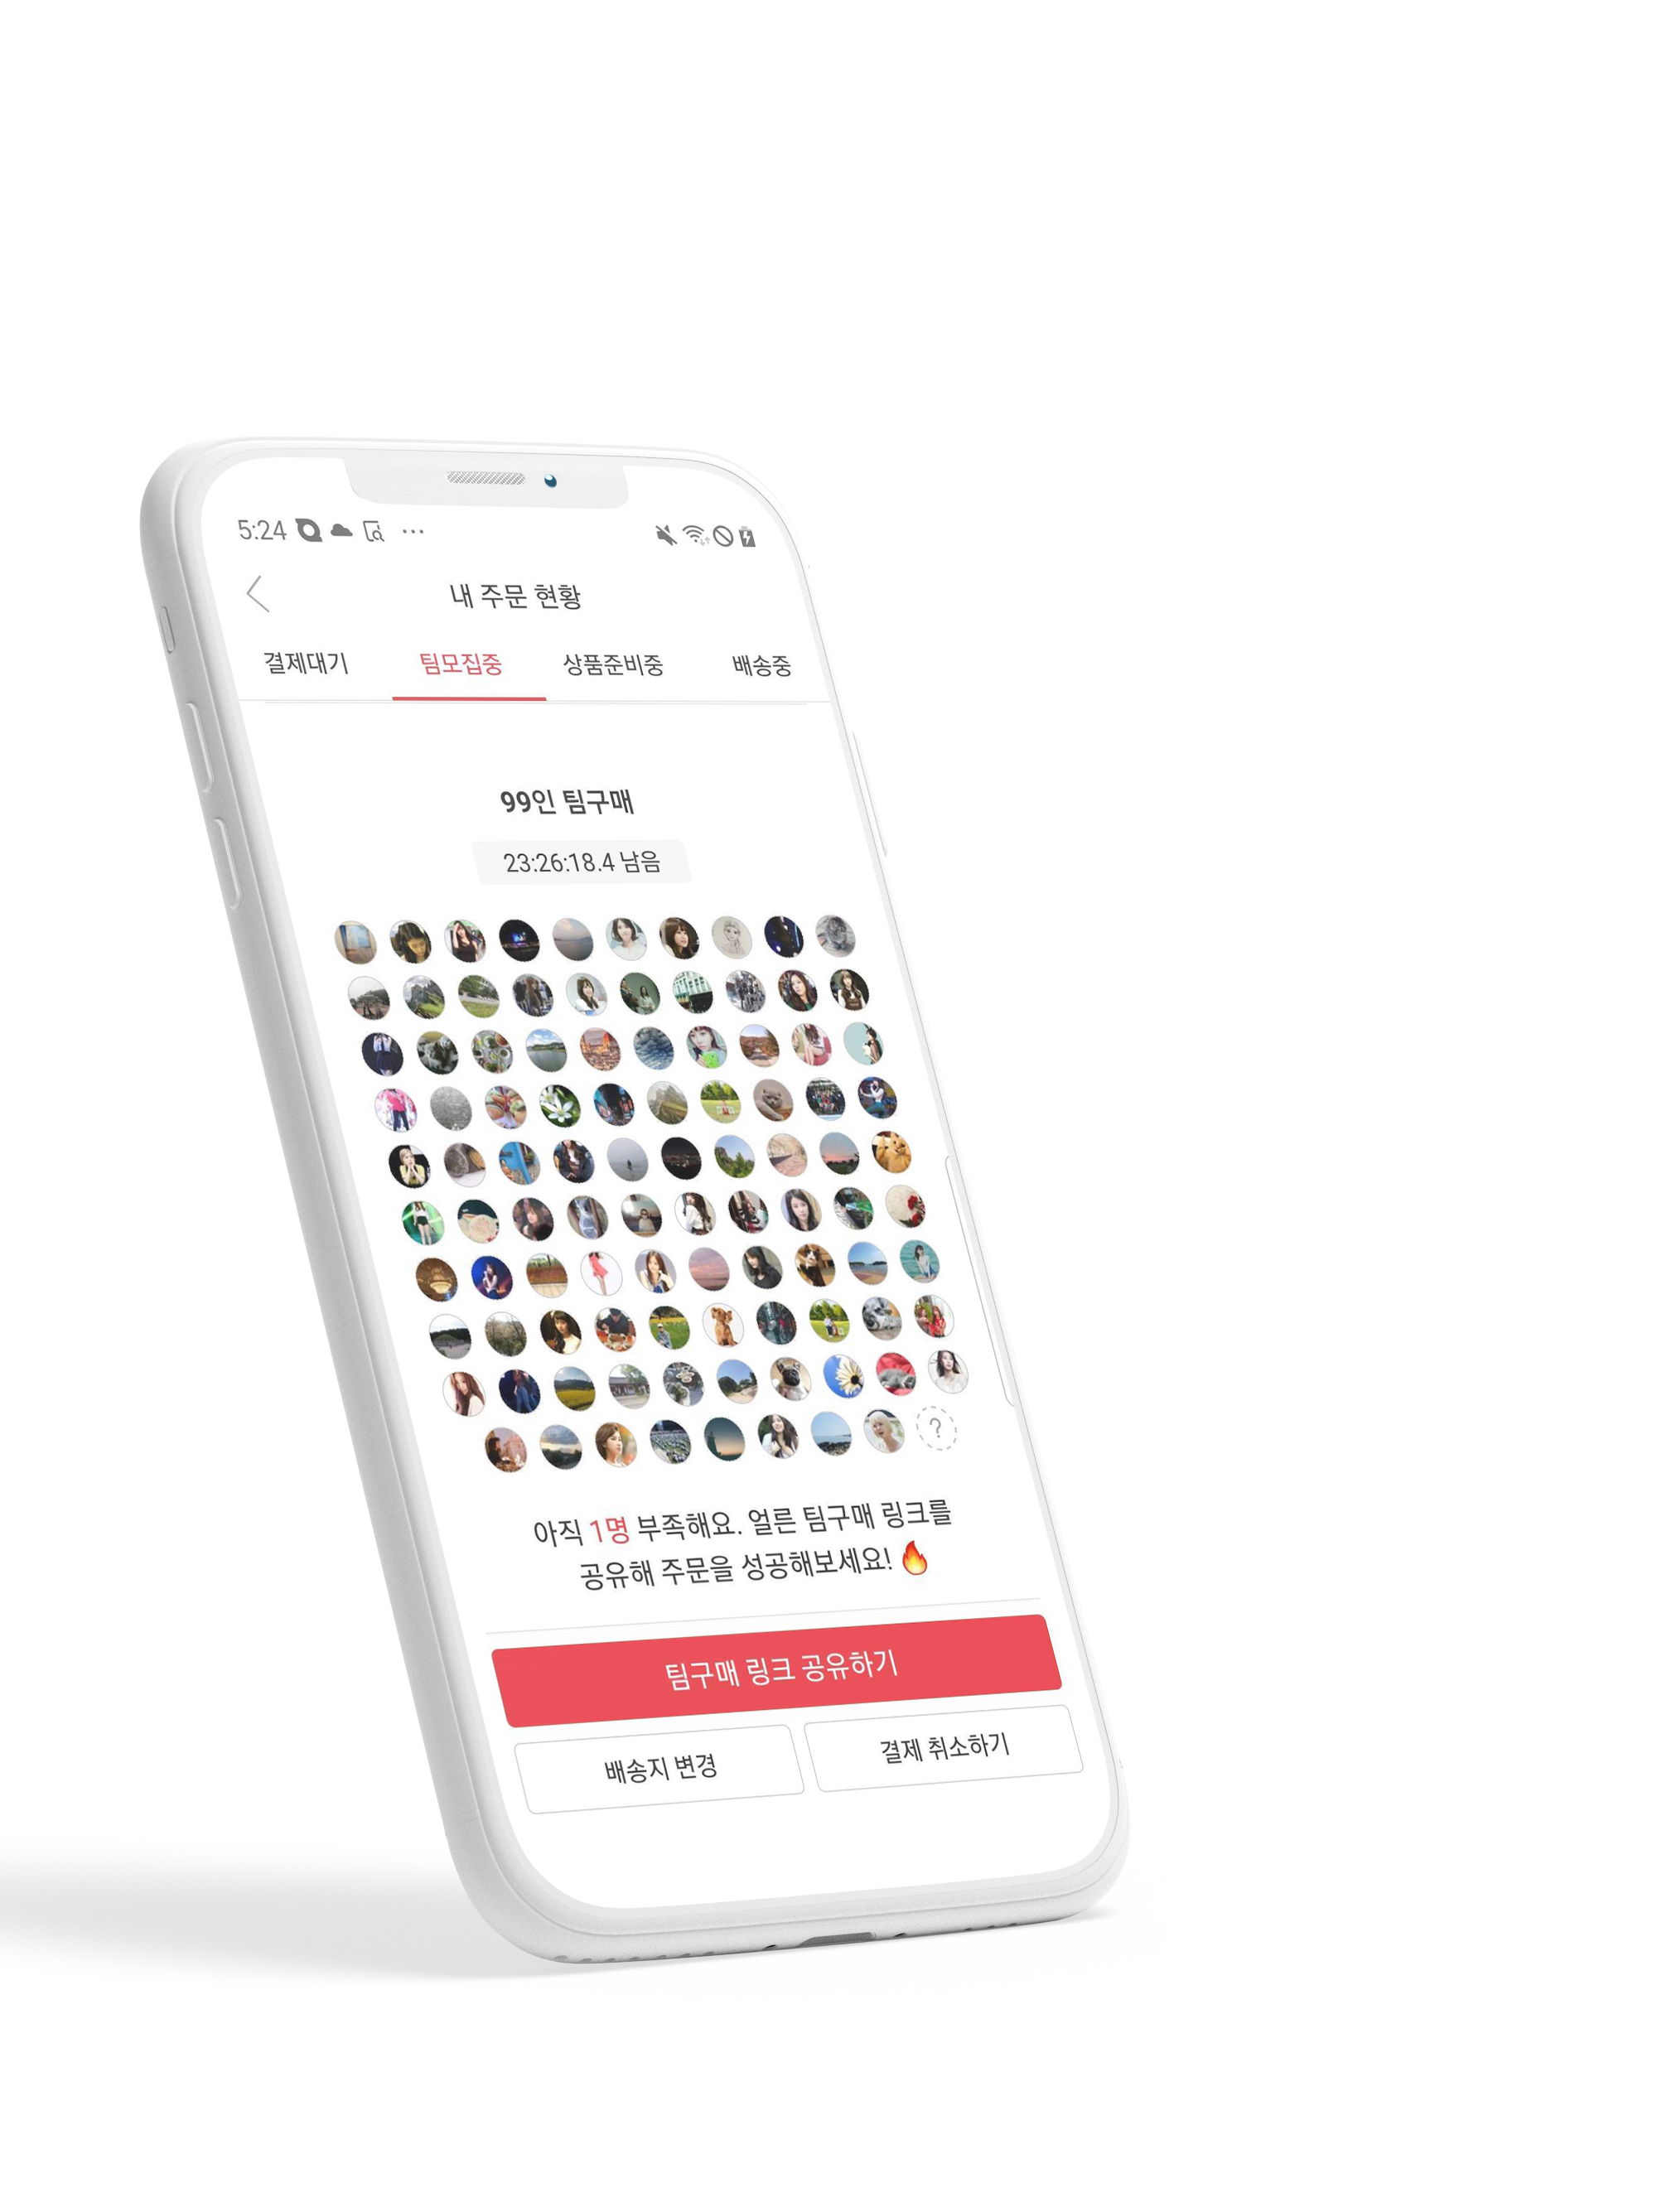 5:24
내 주문 현황
결제대기 팀모집중 상품준비중 배송중
99인 팀구매
23:26:18.4 남음
?
아직 1명 부족해요. 얼른 팀구매 링크를
공유해 주문을 성공해보세요! 🔥
팀구매 링크 공유하기
배송지 변경 결제 취소하기